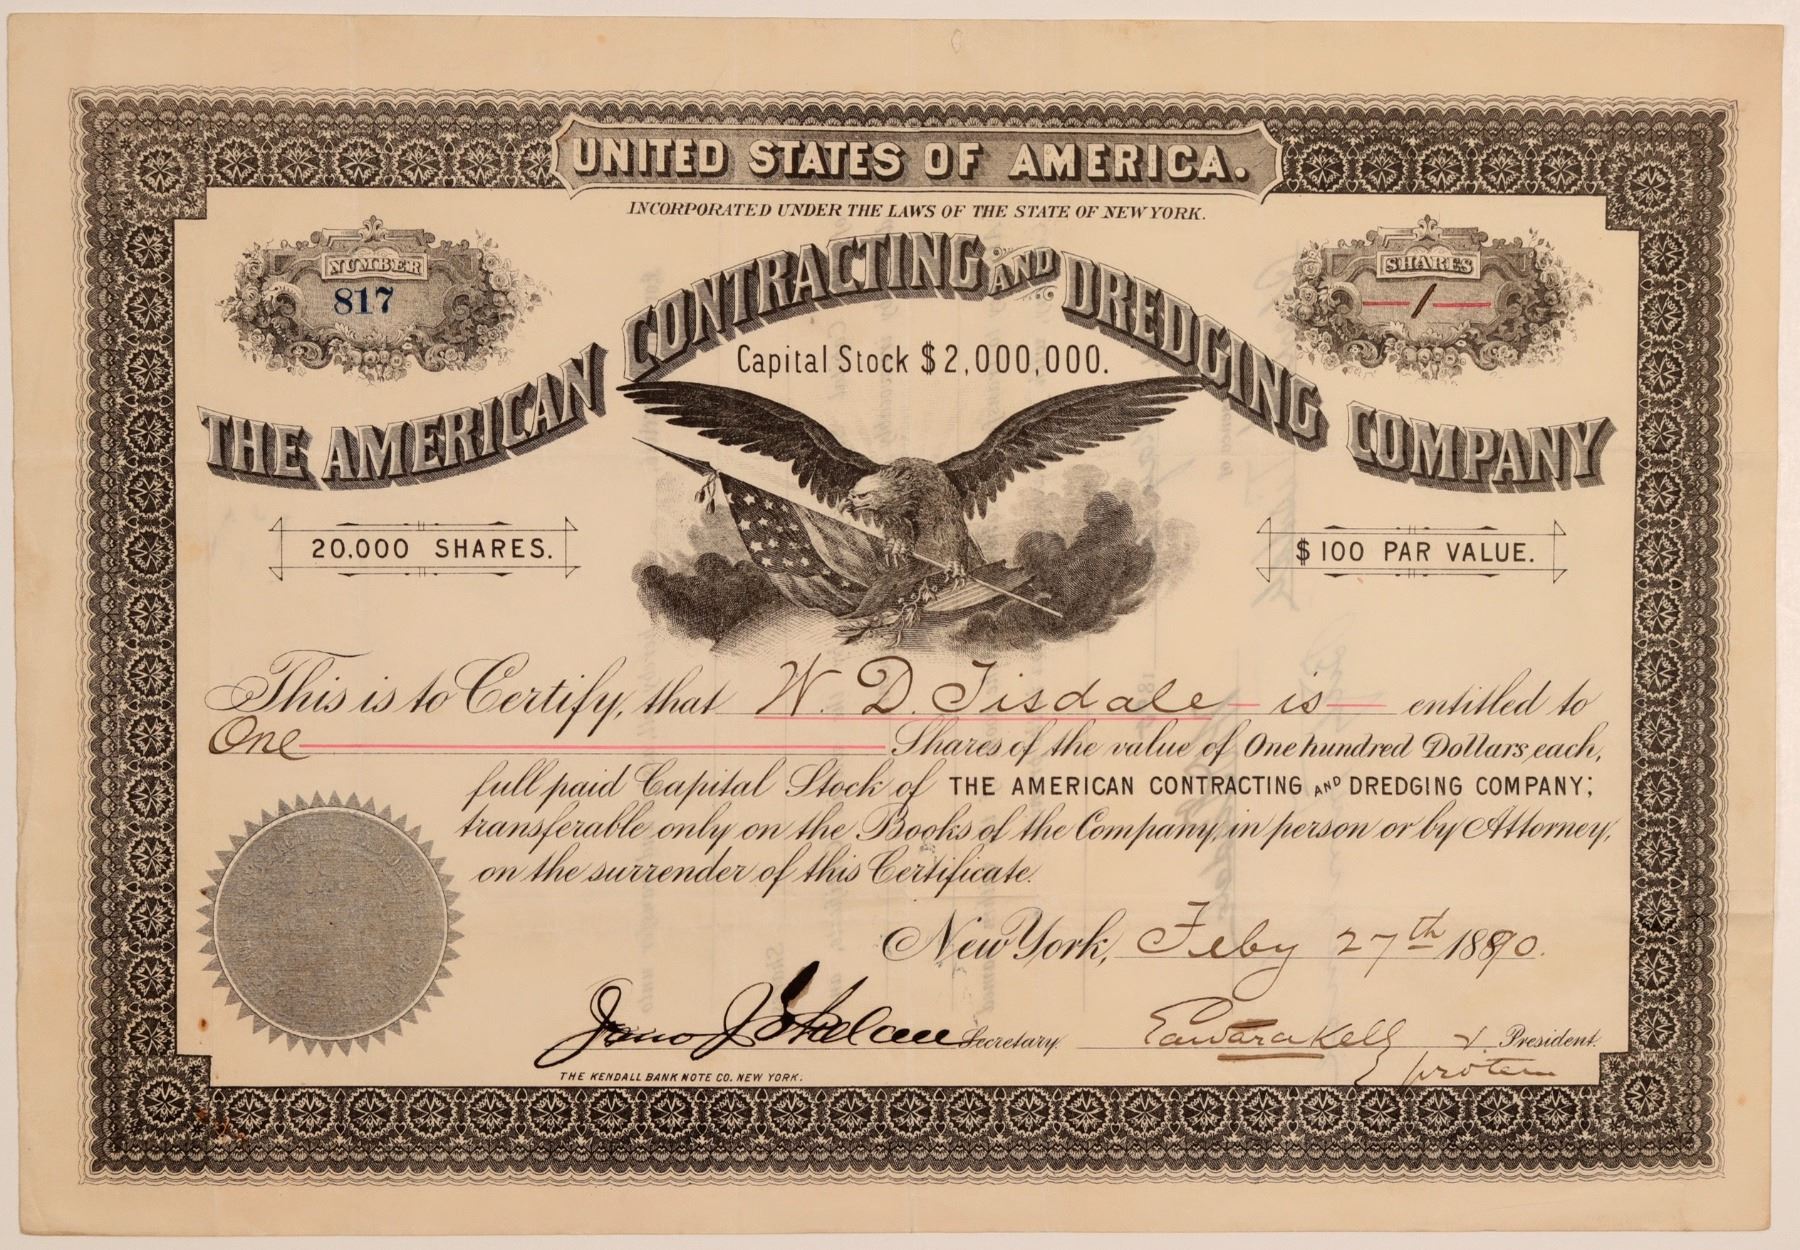 UNITED STATES OF AMERICA.
INCORPORATED UNDER THE LAWS OF THE STATE OF NEW YORK.
NUMBER
817
SHARES
1
THE AMERICAN CONTRACTING AND DREDGING COMPANY
Capital Stock $2,000,000.
20,000 SHARES.
$100 PAR VALUE.
This is to Certify, that W. D. Tisdale is entitled to
One Shares of the value of One hundred Dollars each,
full paid Capital Stock of THE AMERICAN CONTRACTING AND DREDGING COMPANY;
transferable only on the Books of the Company, in person or by Attorney,
on the surrender of this Certificate.
New York, Feby 27th 1890.
Secretary
President
pro tem
THE KENDALL BANK NOTE CO. NEW YORK.